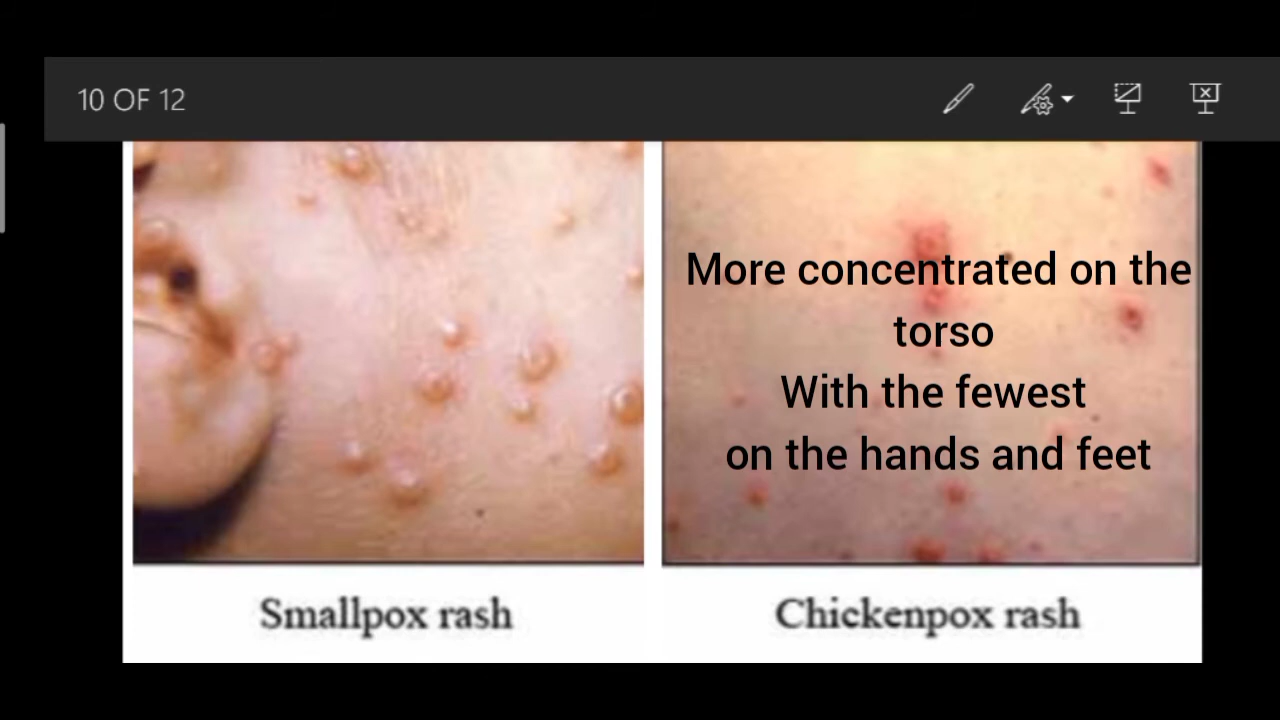 10 OF 12
More concentrated on the
torso
With the fewest
on the hands and feet
Smallpox rash
Chickenpox rash